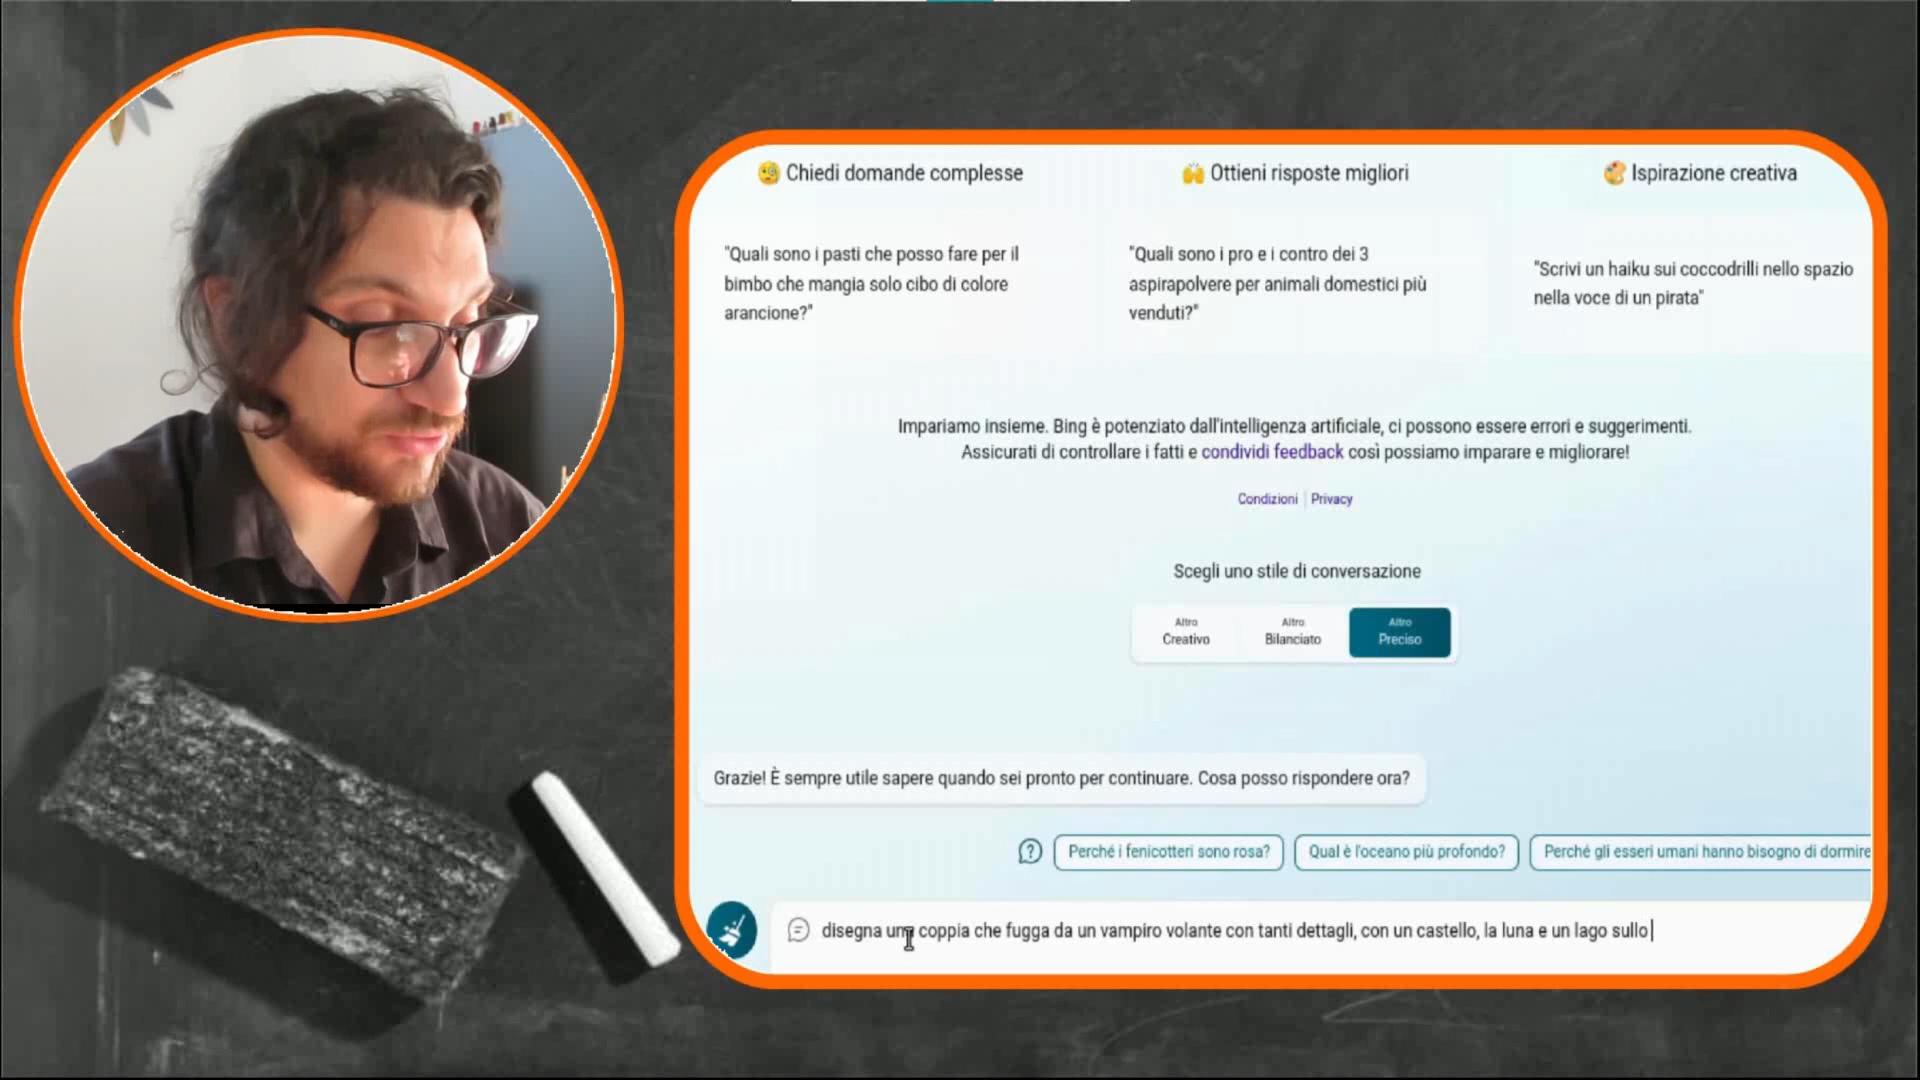 🧐 Chiedi domande complesse
🙌 Ottieni risposte migliori
🎨 Ispirazione creativa
"Quali sono i pasti che posso fare per il
bimbo che mangia solo cibo di colore
arancione?"
"Quali sono i pro e i contro dei 3
aspirapolvere per animali domestici più
venduti?"
"Scrivi un haiku sui coccodrilli nello spazio
nella voce di un pirata"
Impariamo insieme. Bing è potenziato dall'intelligenza artificiale, ci possono essere errori e suggerimenti.
Assicurati di controllare i fatti e condividi feedback così possiamo imparare e migliorare!
Condizioni | Privacy
Scegli uno stile di conversazione
Altro
Creativo
Altro
Bilanciato
Altro
Preciso
Grazie! È sempre utile sapere quando sei pronto per continuare. Cosa posso rispondere ora?
Perché i fenicotteri sono rosa?
Qual è l'oceano più profondo?
Perché gli esseri umani hanno bisogno di dormire
disegna una coppia che fugga da un vampiro volante con tanti dettagli, con un castello, la luna e un lago sullo